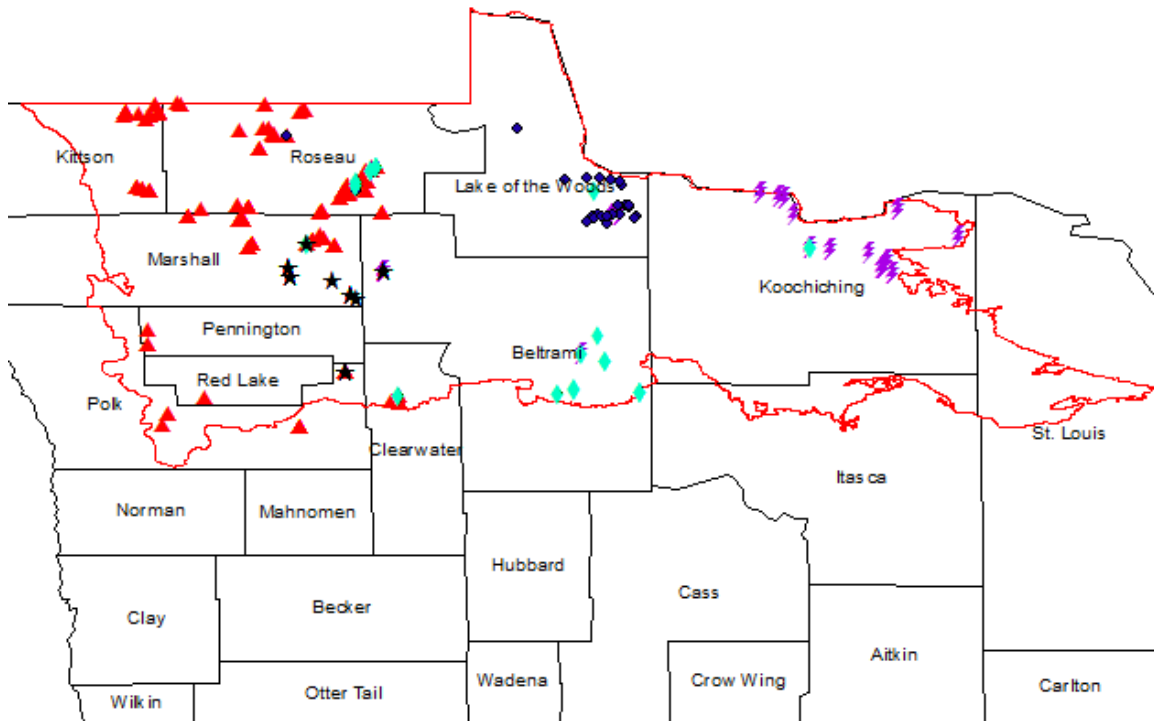 Kittson
Roseau
Lake of the Woods
Marshall
Koochiching
Pennington
Beltrami
Red Lake
Polk
Clearwater
St. Louis
Itasca
Norman
Mahnomen
Hubbard
Cass
Becker
Clay
Aitkin
Wadena
Crow Wing
Carlton
Otter Tail
Wilkin